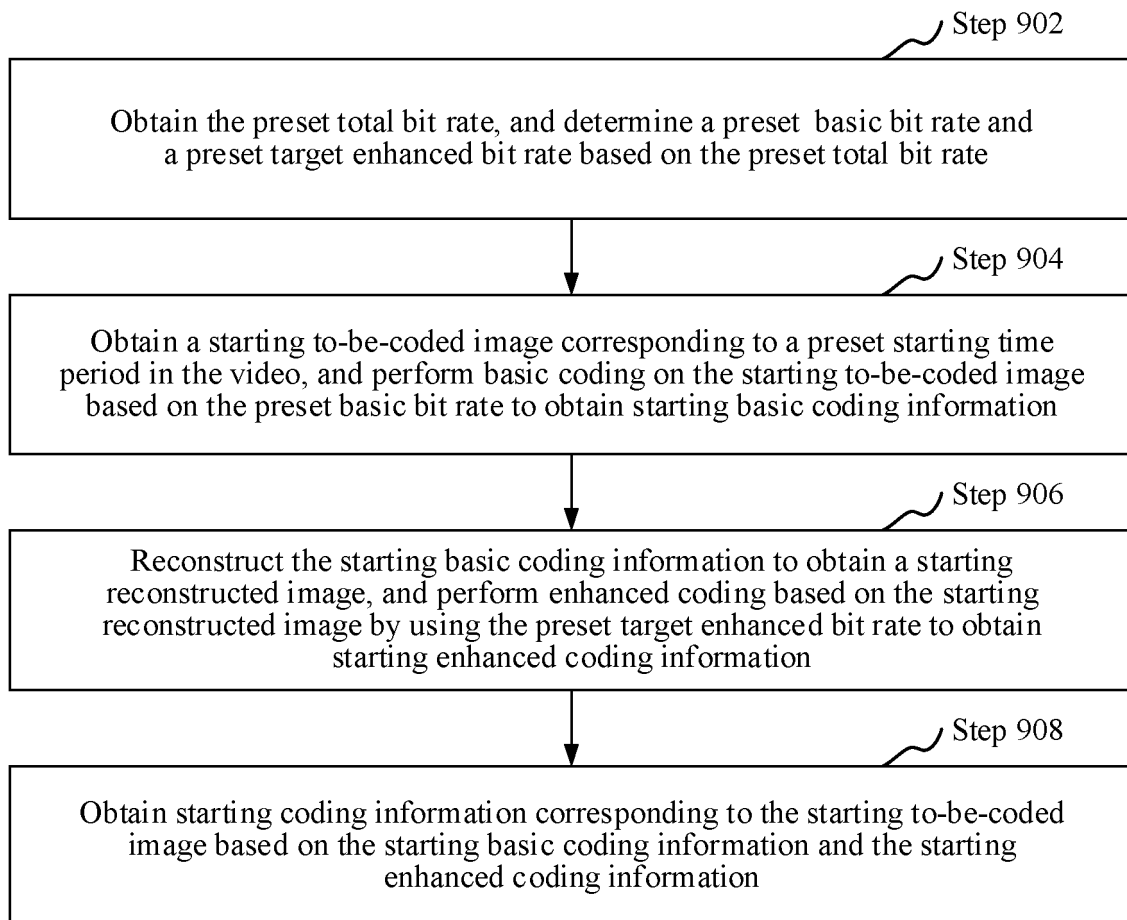 Step 902
Obtain the preset total bit rate, and determine a preset basic bit rate and
a preset target enhanced bit rate based on the preset total bit rate
Step 904
Obtain a starting to-be-coded image corresponding to a preset starting time
period in the video, and perform basic coding on the starting to-be-coded image
based on the preset basic bit rate to obtain starting basic coding information
Step 906
Reconstruct the starting basic coding information to obtain a starting
reconstructed image, and perform enhanced coding based on the starting
reconstructed image by using the preset target enhanced bit rate to obtain
starting enhanced coding information
Step 908
Obtain starting coding information corresponding to the starting to-be-coded
image based on the starting basic coding information and the starting
enhanced coding information